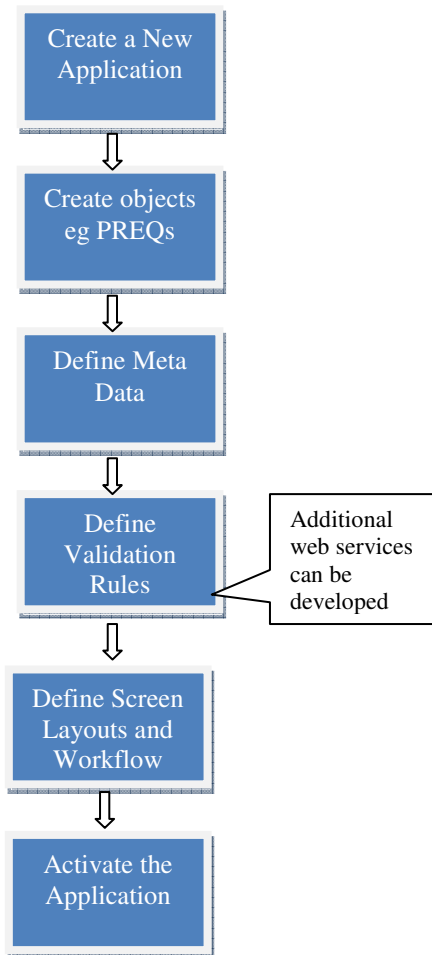 Create a New
Application
Create objects
eg PREQs
Define Meta
Data
Define
Validation
Rules
Additional
web services
can be
developed
Define Screen
Layouts and
Workflow
Activate the
Application